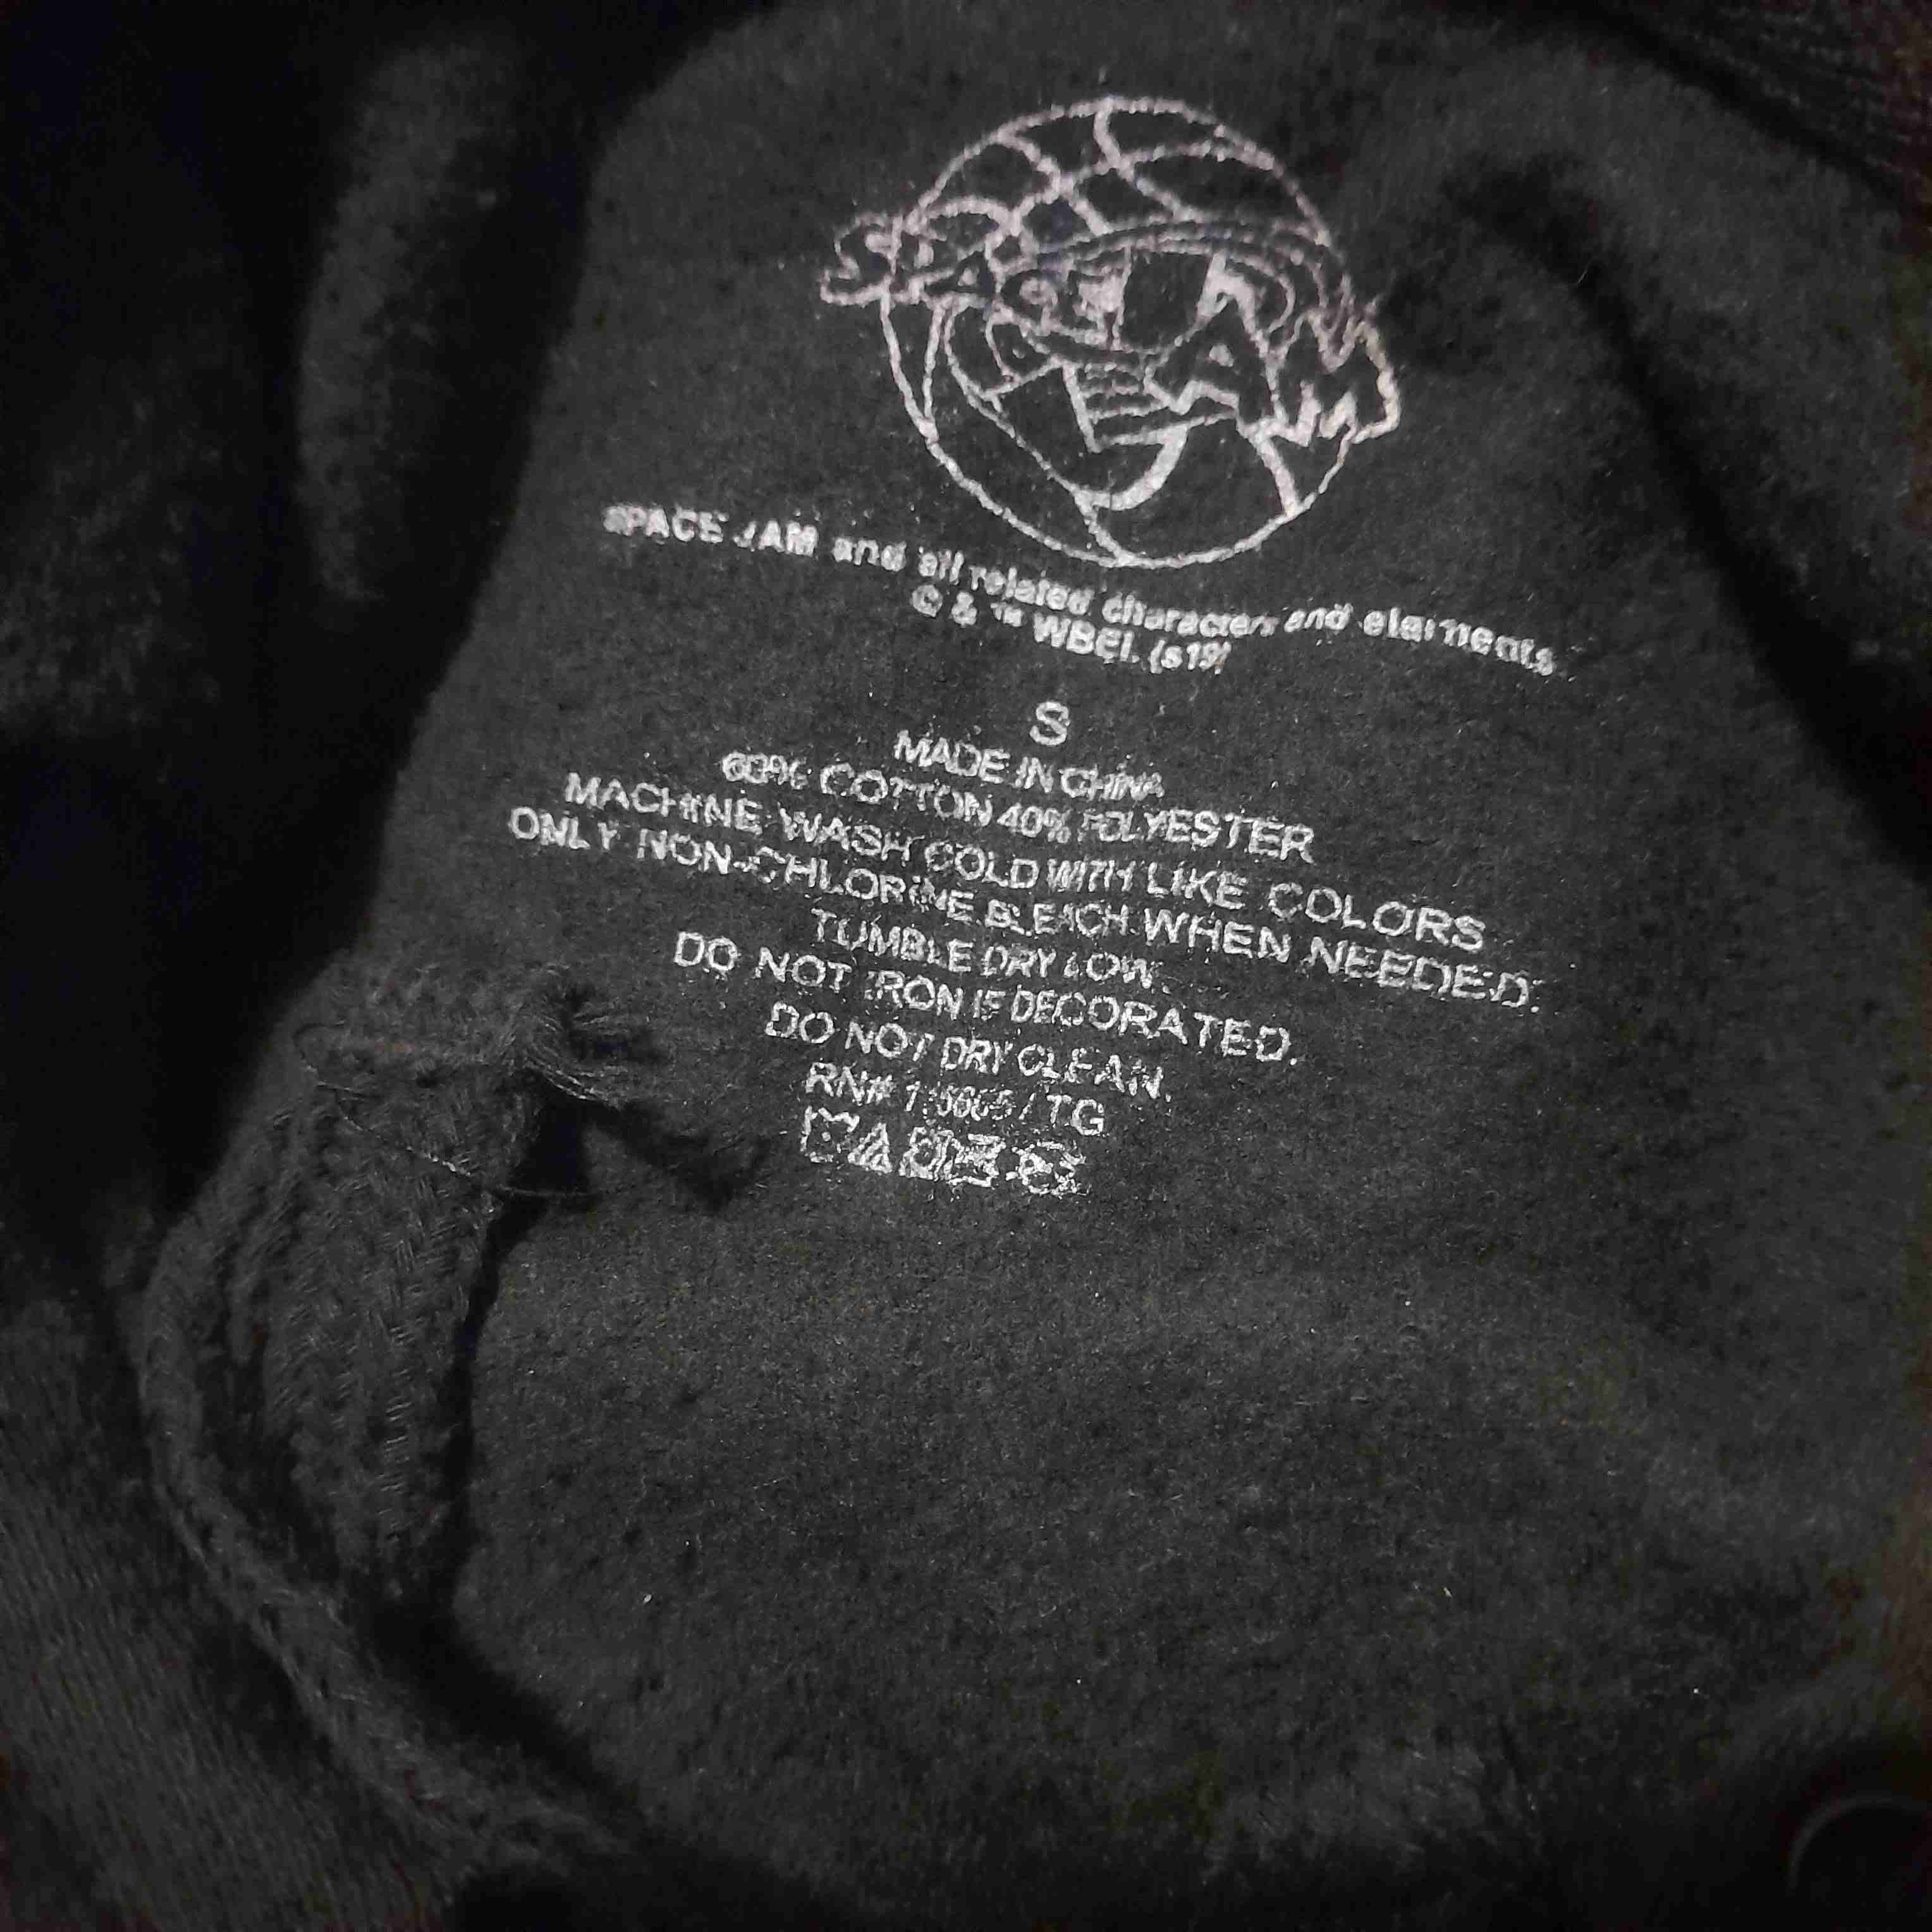 SPACE JAM
SPACE JAM and all related characters and elements
© & ™ WBEI. (s19)
S
MADE IN CHINA
60% COTTON 40% POLYESTER
MACHINE WASH COLD WITH LIKE COLORS
ONLY NON-CHLORINE BLEACH WHEN NEEDED.
TUMBLE DRY LOW.
DO NOT IRON IF DECORATED.
DO NOT DRY CLEAN.
RN# / TG